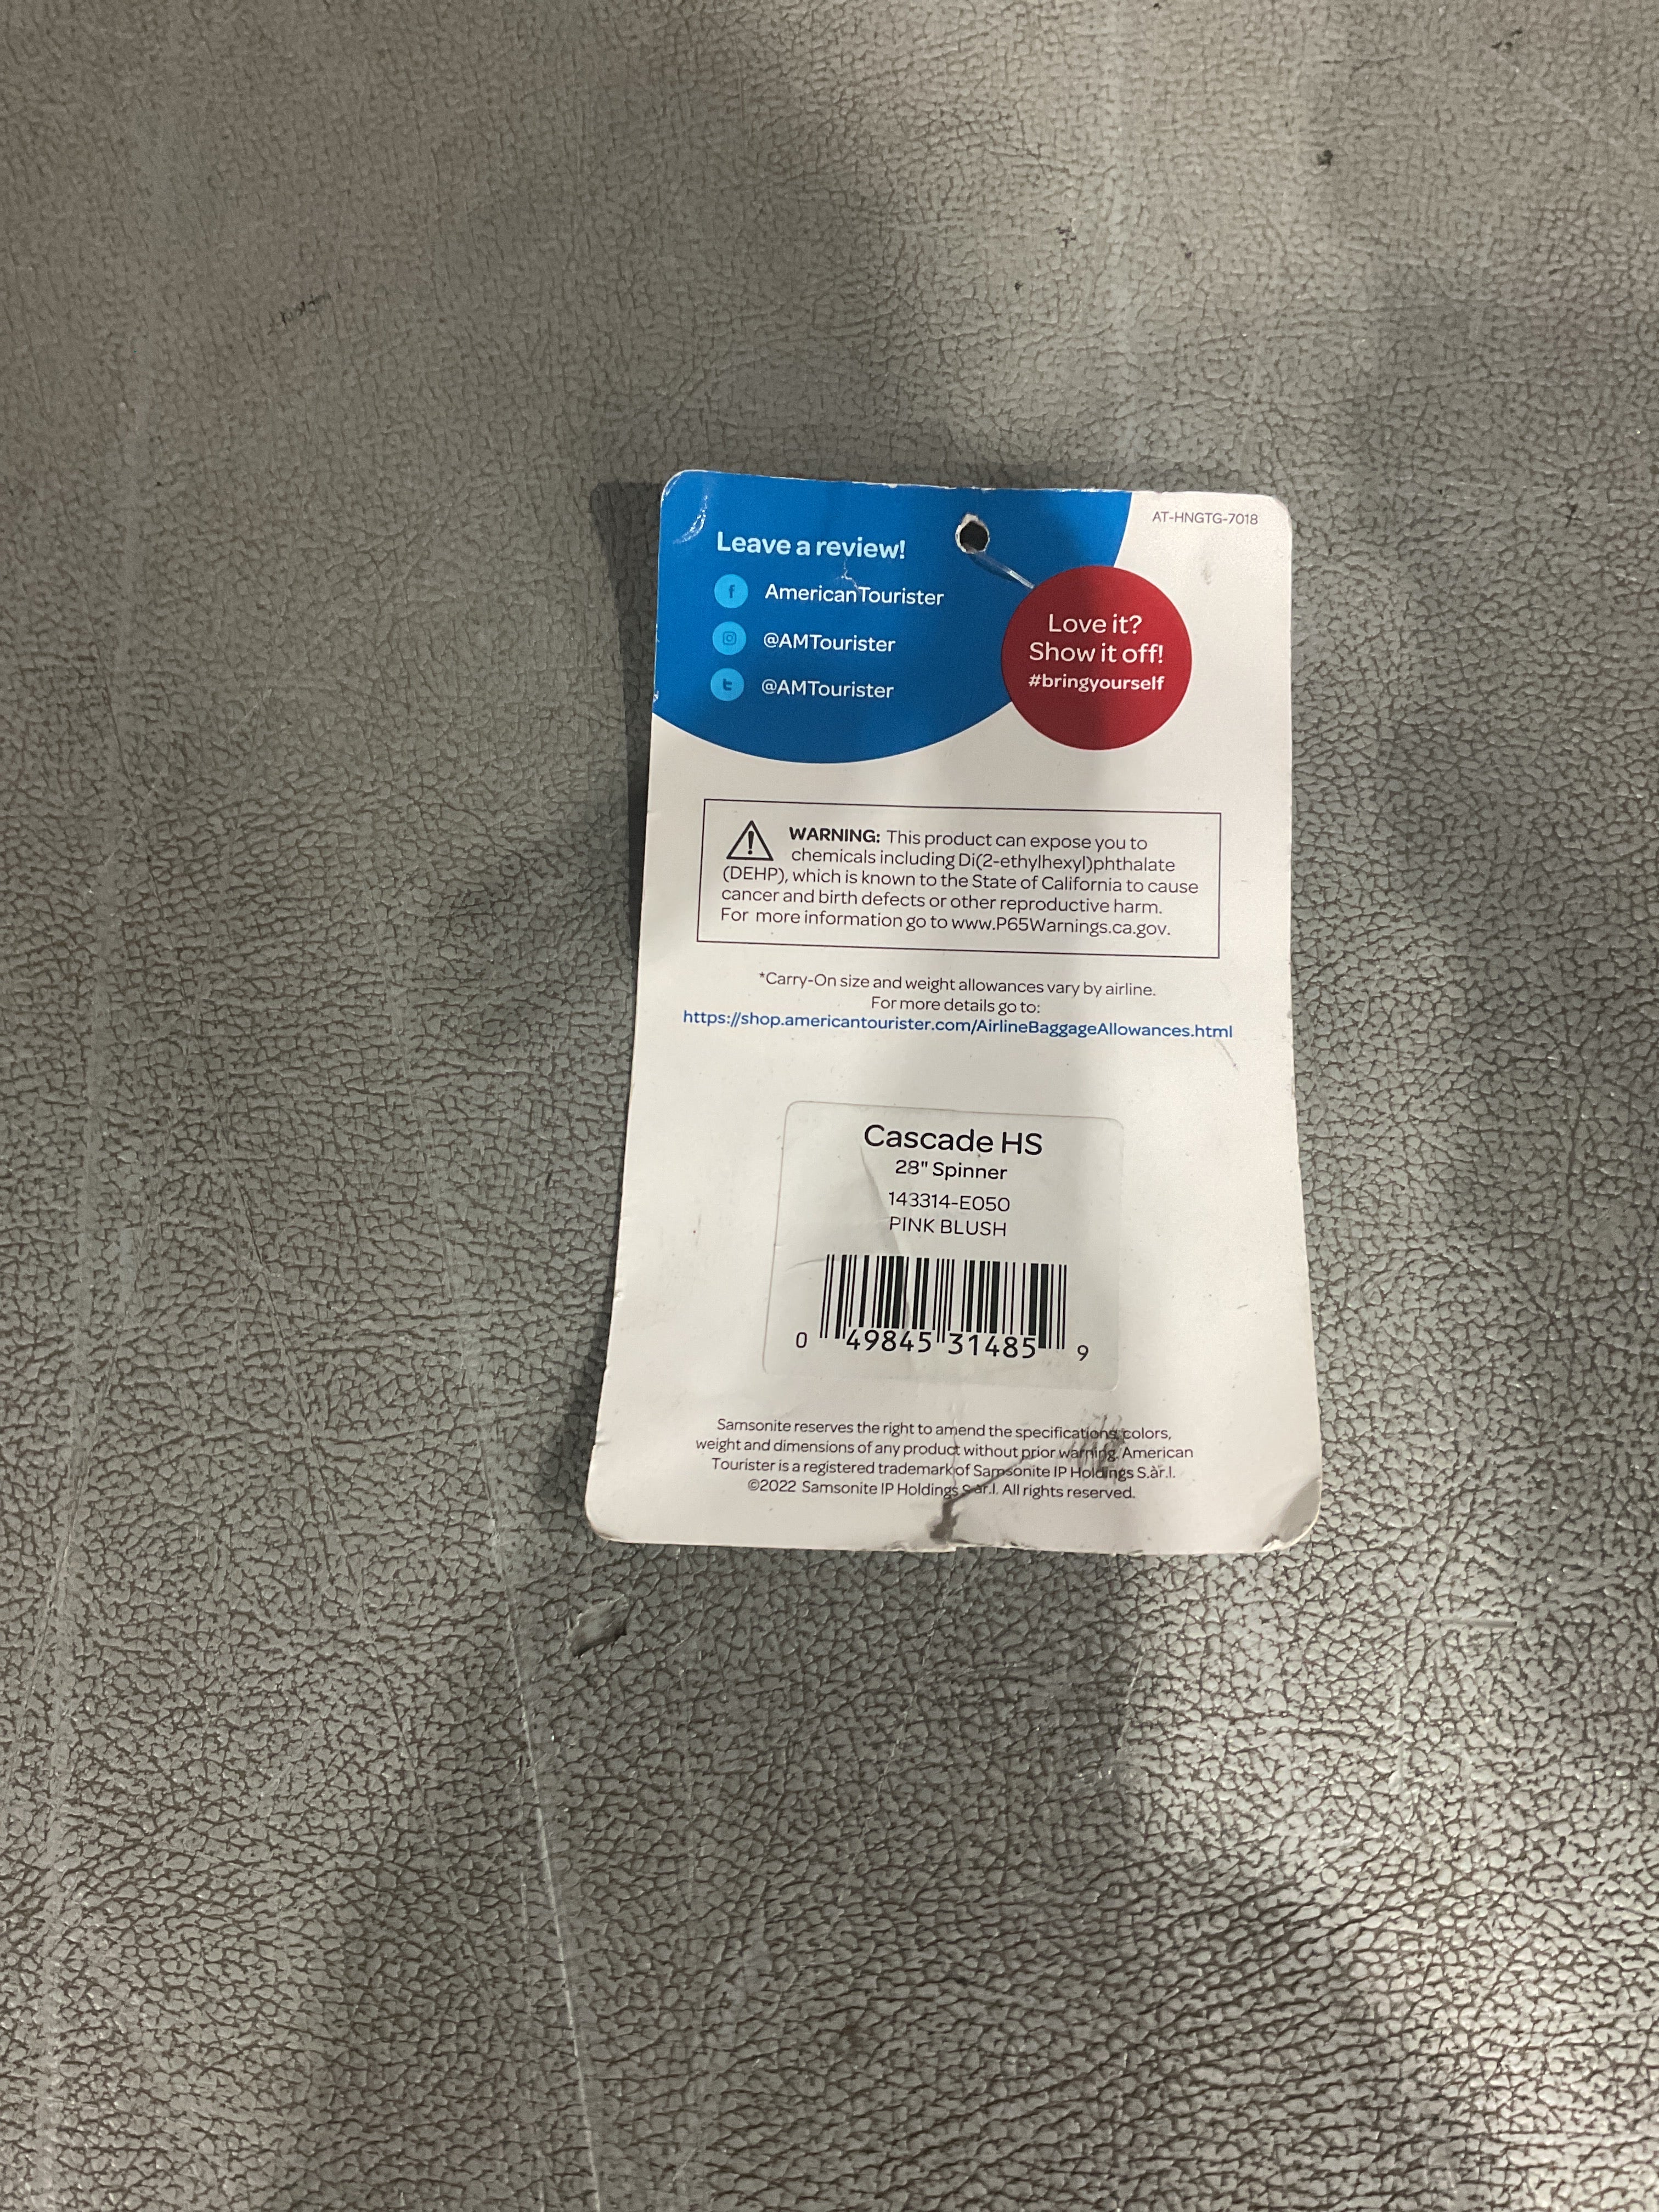 AT-HNGTG-7018
Leave a review!
AmericanTourister
@AMTourister
@AMTourister
Love it?
Show it off!
#bringyourself
WARNING: This product can expose you to
chemicals including Di(2-ethylhexyl)phthalate
(DEHP), which is known to the State of California to cause
cancer and birth defects or other reproductive harm.
For more information go to www.P65Warnings.ca.gov.
*Carry-On size and weight allowances vary by airline.
For more details go to:
https://shop.americantourister.com/AirlineBaggageAllowances.html
Cascade HS
28" Spinner
143314-E050
PINK BLUSH
0 49845 31485 9
Samsonite reserves the right to amend the specifications, colors,
weight and dimensions of any product without prior warning. American
Tourister is a registered trademark of Samsonite IP Holdings S.àr.l.
©2022 Samsonite IP Holdings S.àr.l. All rights reserved.